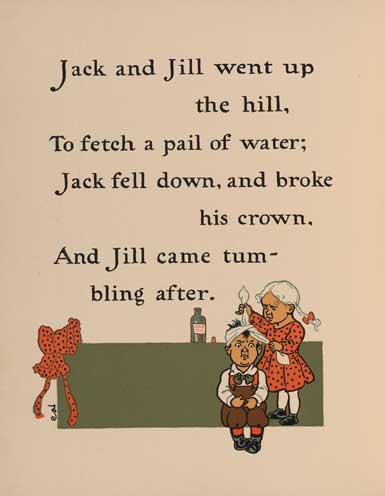 Jack and Jill went up
the hill,
To fetch a pail of water;
Jack fell down, and broke
his crown,
And Jill came tum-
bling after.